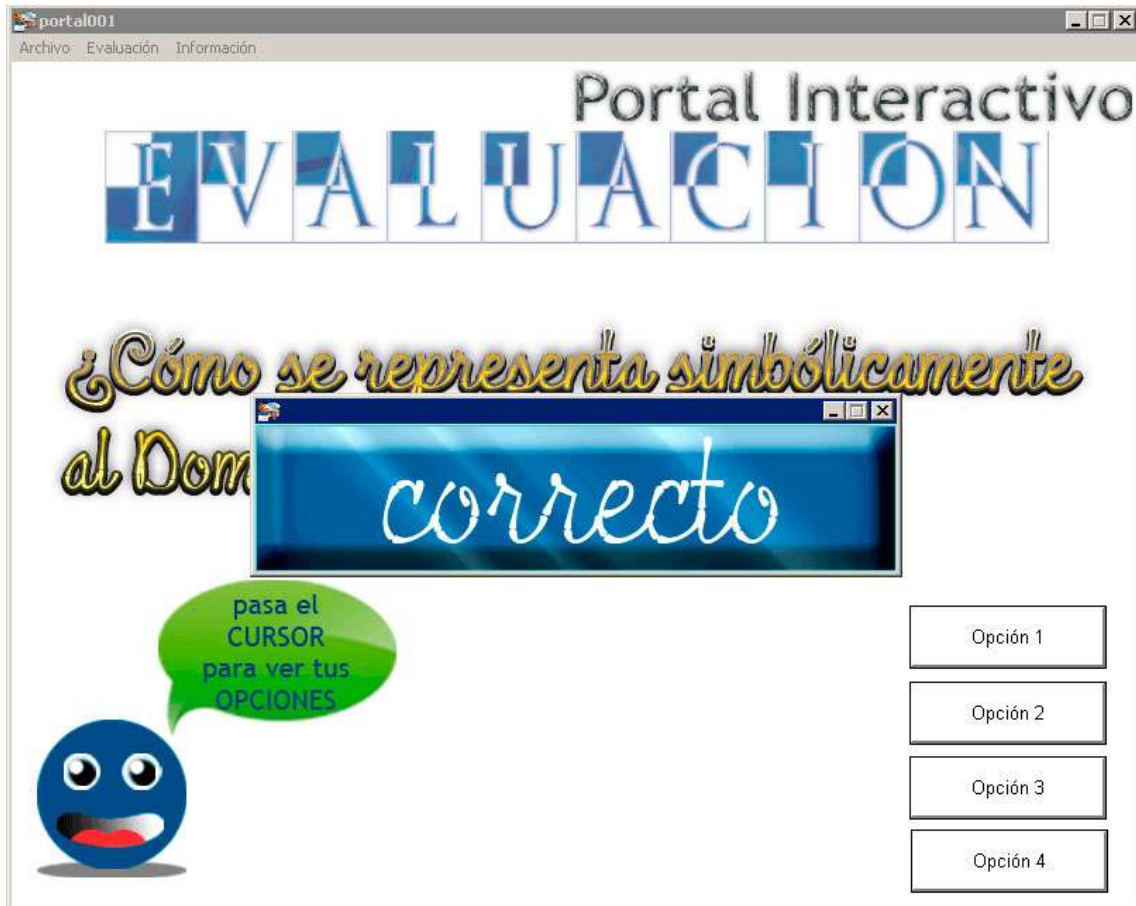 portal001
Archivo Evaluación Información
Portal Interactivo
EVALUACION
¿Cómo se representa simbólicamente
al
correcto
pasa el
CURSOR
para ver tus
OPCIONES
Opción 1
Opción 2
Opción 3
Opción 4